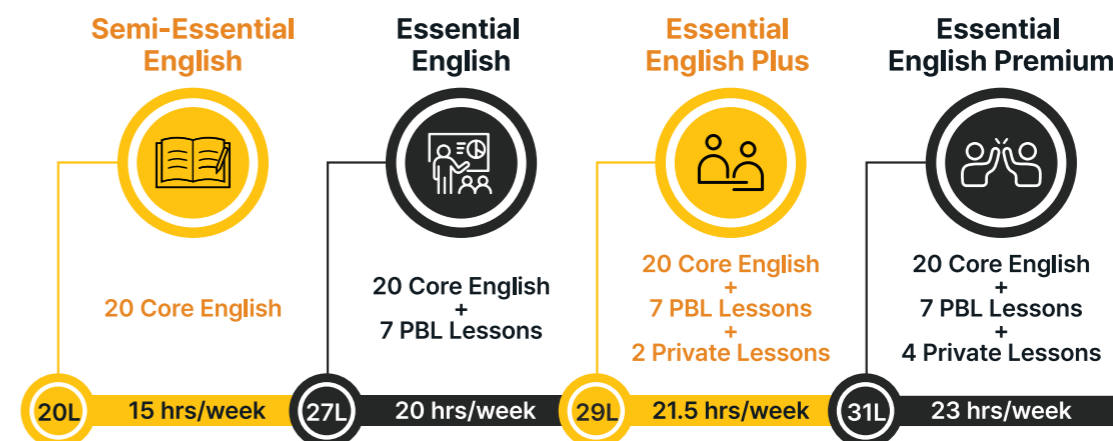 Semi-Essential
English
Essential
English
Essential
English Plus
Essential
English Premium
20 Core English
20 Core English
+
7 PBL Lessons
20 Core English
+
7 PBL Lessons
+
2 Private Lessons
20 Core English
+
7 PBL Lessons
+
4 Private Lessons
20L
15 hrs/week
27L
20 hrs/week
29L
21.5 hrs/week
31L
23 hrs/week